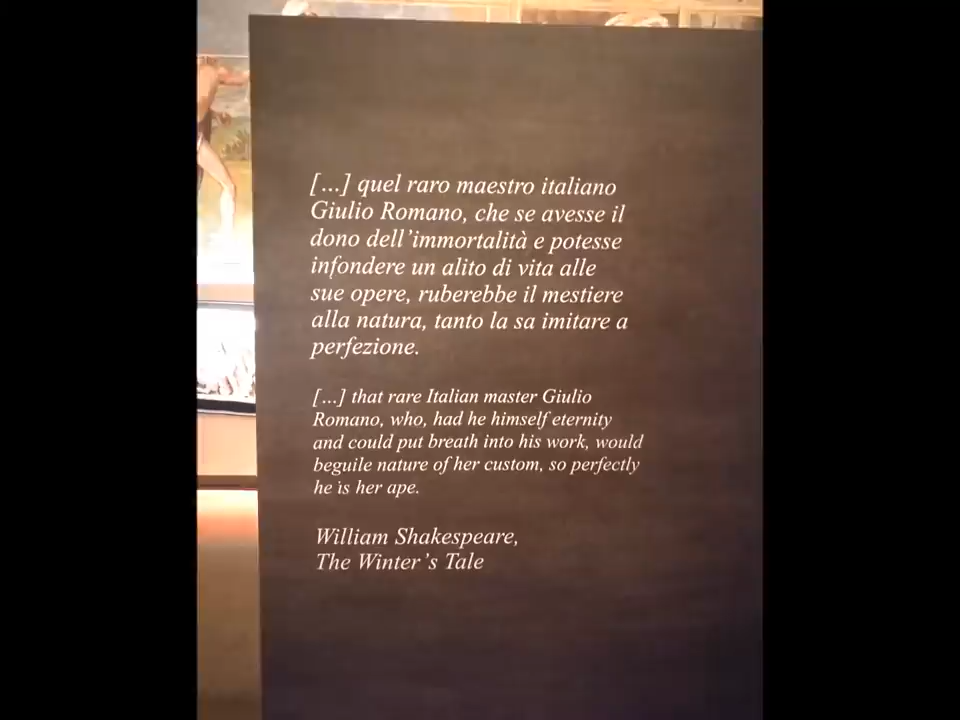 [...] quel raro maestro italiano
Giulio Romano, che se avesse il
dono dell'immortalità e potesse
infondere un alito di vita alle
sue opere, ruberebbe il mestiere
alla natura, tanto la sa imitare a
perfezione.
[...] that rare Italian master Giulio
Romano, who, had he himself eternity
and could put breath into his work, would
beguile nature of her custom, so perfectly
he is her ape.
William Shakespeare,
The Winter's Tale